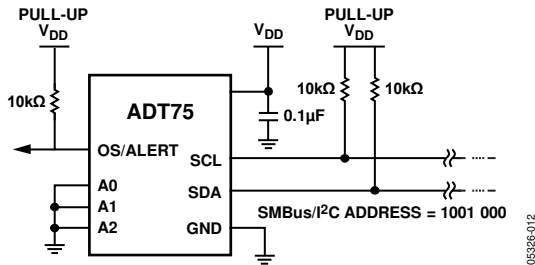 PULL-UP
VDD
10kΩ
ADT75
OS/ALERT
A0
A1
A2
SCL
SDA
GND
VDD
0.1µF
PULL-UP
VDD
10kΩ
10kΩ
SMBus/I2C ADDRESS = 1001 000
05326-012